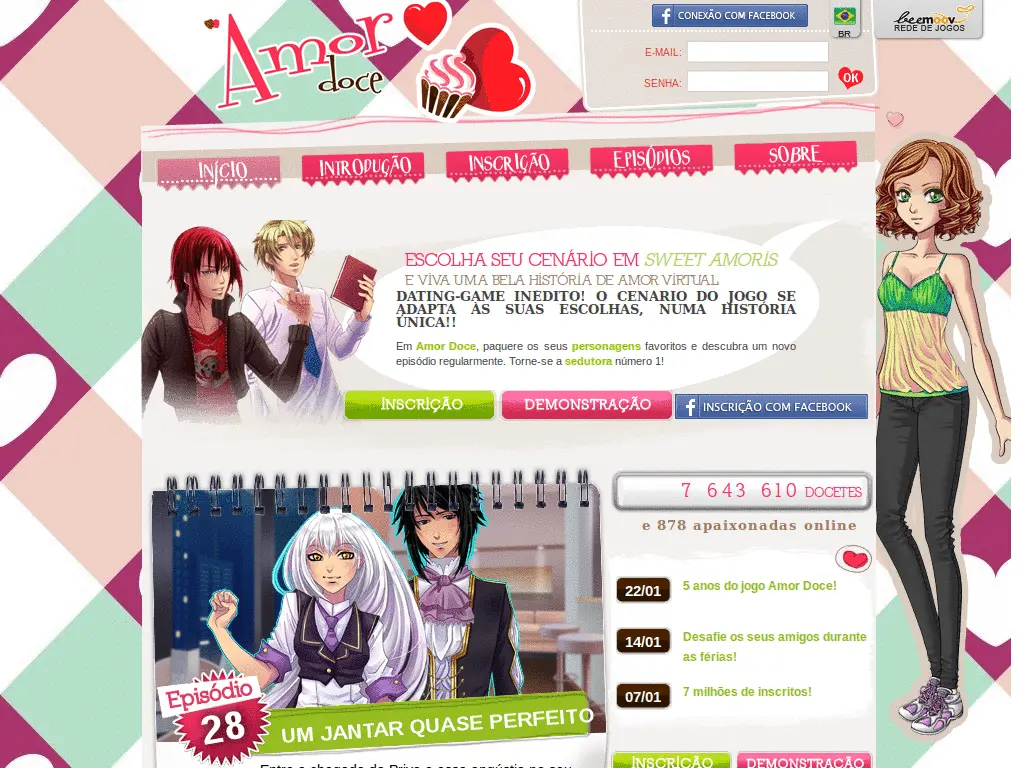 Amor
doce
CONEXÃO COM FACEBOOK
BR
beemoov
REDE DE JOGOS
E-MAIL:
SENHA:
OK
INÍCIO
INTRODUÇÃO
INSCRIÇÃO
EPISÓDIOS
SOBRE
ESCOLHA SEU CENÁRIO EM SWEET AMORIS
E VIVA UMA BELA HISTÓRIA DE AMOR VIRTUAL
DATING-GAME INEDITO! O CENARIO DO JOGO SE
ADAPTA AS SUAS ESCOLHAS, NUMA HISTÓRIA
ÚNICA!!
Em Amor Doce, paquere os seus personagens favoritos e descubra um novo
episódio regularmente. Torne-se a sedutora número 1!
INSCRIÇÃO
DEMONSTRAÇÃO
INSCRIÇÃO COM FACEBOOK
7 643 610 DOCETES
e 878 apaixonadas online
22/01
5 anos do jogo Amor Doce!
14/01
Desafie os seus amigos durante
as férias!
07/01
7 milhões de inscritos!
Episódio
28
UM JANTAR QUASE PERFEITO
INSCRIÇÃO
DEMONSTRAÇÃO